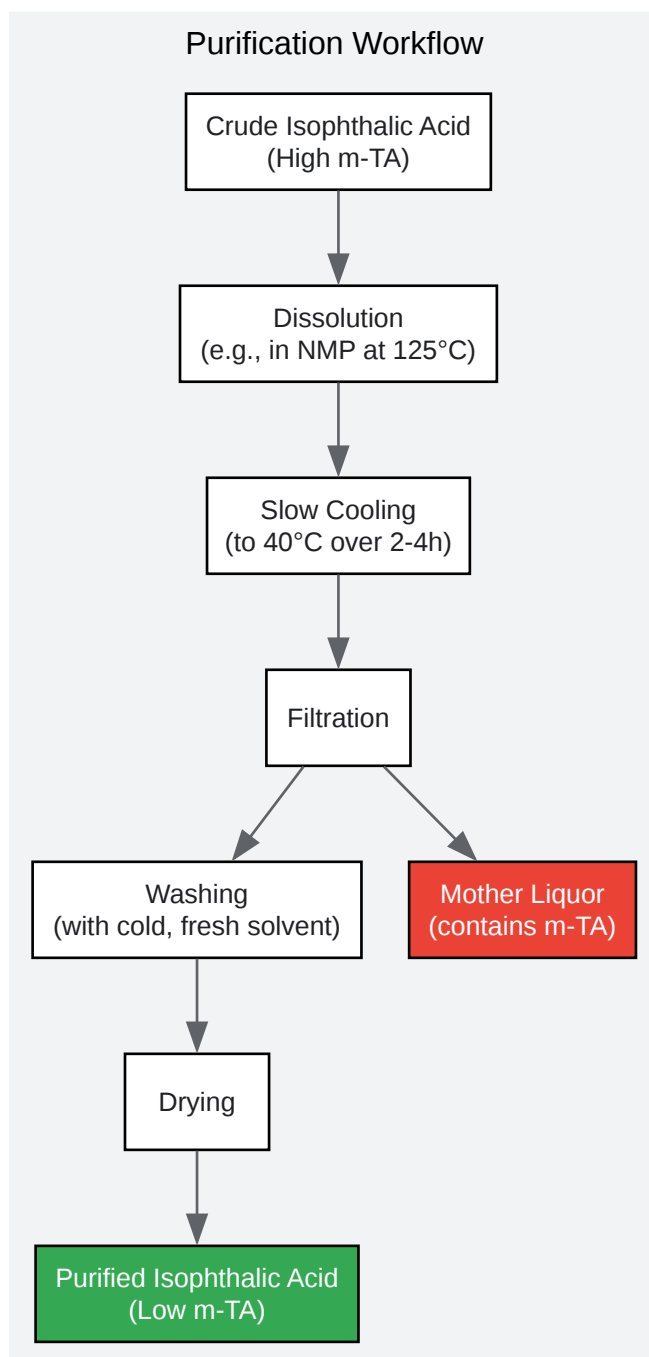 Purification Workflow
Crude Isophthalic Acid
(High m-TA)
Dissolution
(e.g., in NMP at 125°C)
Slow Cooling
(to 40°C over 2-4h)
Filtration
Washing
(with cold, fresh solvent)
Mother Liquor
(contains m-TA)
Drying
Purified Isophthalic Acid
(Low m-TA)